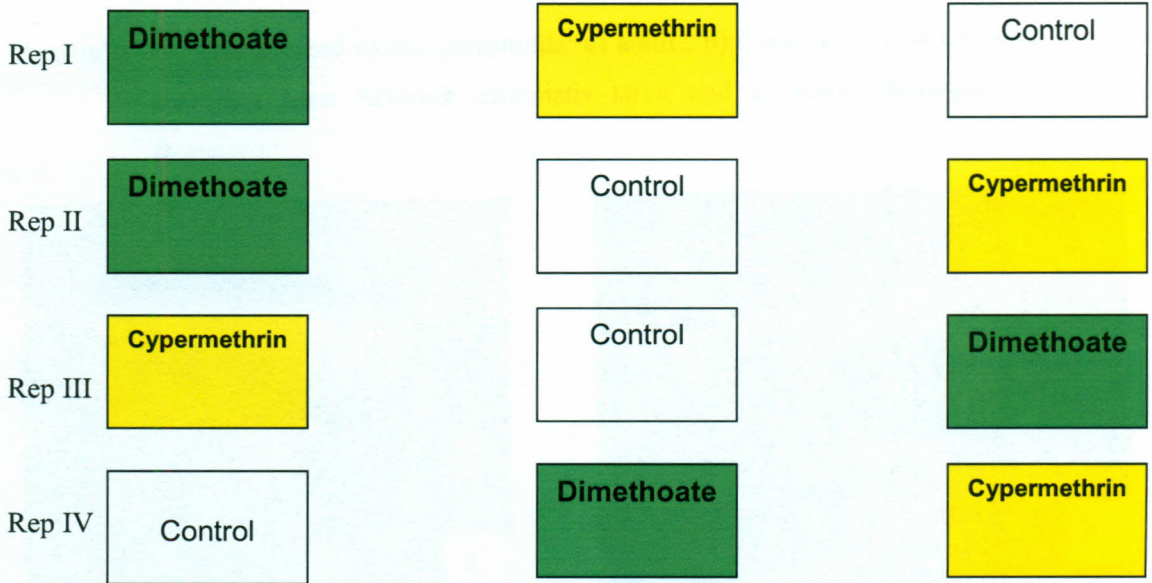 Rep I
Dimethoate
Cypermethrin
Control
Rep II
Dimethoate
Control
Cypermethrin
Rep III
Cypermethrin
Control
Dimethoate
Rep IV
Control
Dimethoate
Cypermethrin